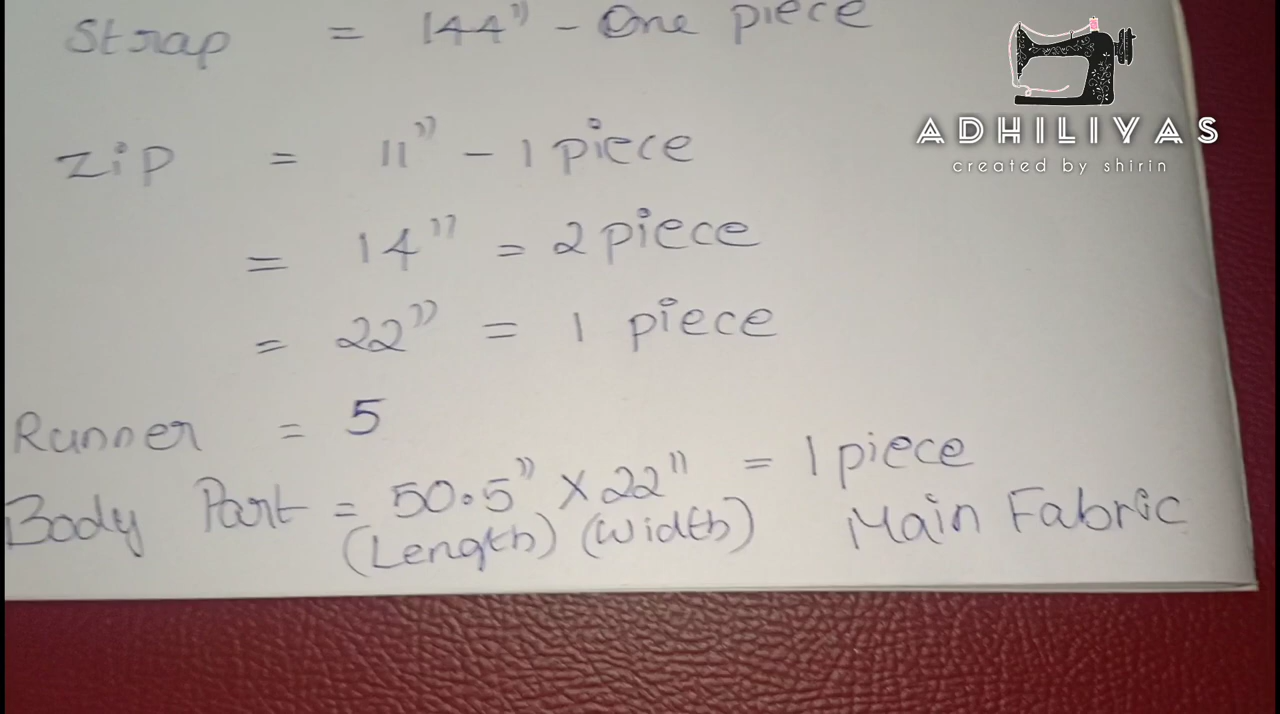 Strap = 144" - One piece
ADHILIYAS
created by shirin
Zip = 11" - 1 piece
= 14" = 2 piece
= 22" = 1 piece
Runner = 5
Body Part = 50.5" x 22" = 1 piece
(Length) (Width) Main Fabric